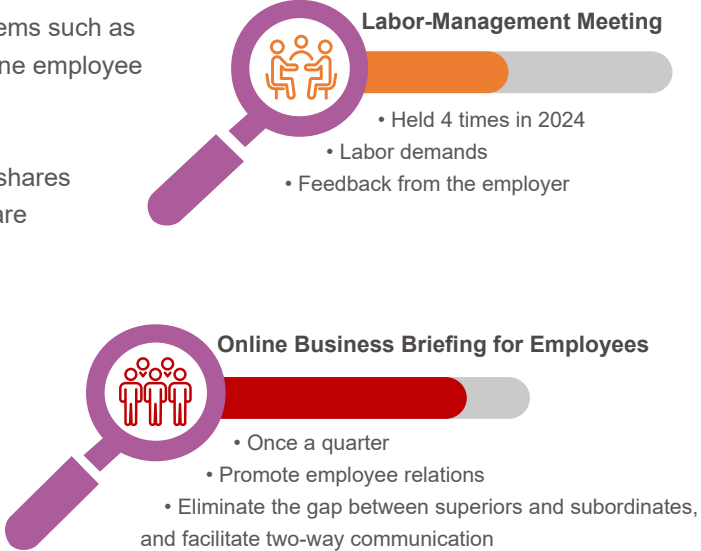 ems such as
ne employee
shares
are
Labor-Management Meeting
• Held 4 times in 2024
• Labor demands
• Feedback from the employer
Online Business Briefing for Employees
• Once a quarter
• Promote employee relations
• Eliminate the gap between superiors and subordinates,
and facilitate two-way communication